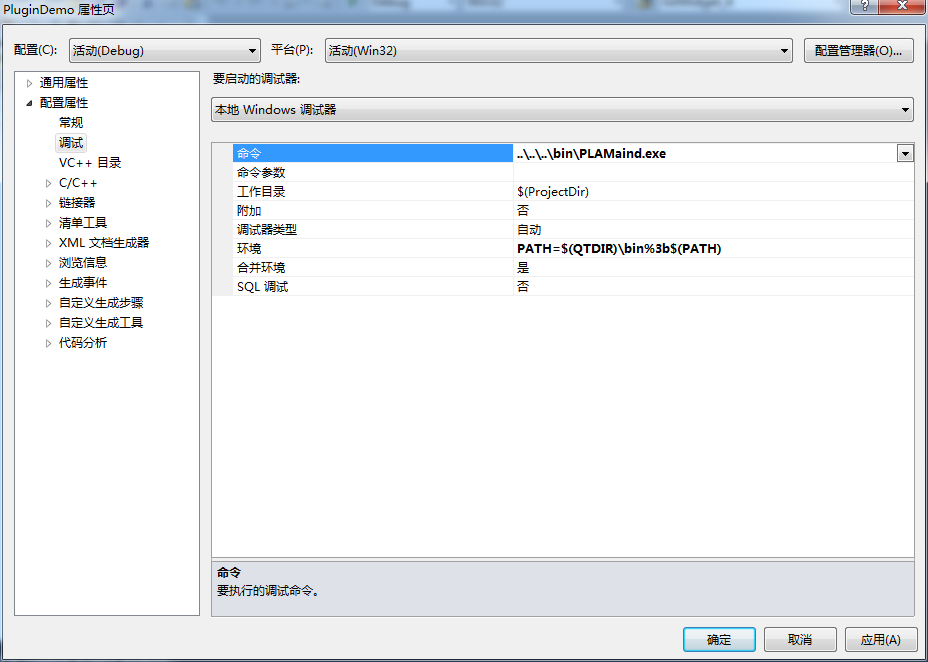 PluginDemo 属性页
配置(C): 活动(Debug) 平台(P): 活动(Win32) 配置管理器(O)...
通用属性
配置属性
常规
调试
VC++ 目录
C/C++
链接器
清单工具
XML 文档生成器
浏览信息
生成事件
自定义生成步骤
自定义生成工具
代码分析
要启动的调试器:
本地 Windows 调试器
命令 ..\..\..\bin\PLAMaind.exe
命令参数
工作目录 $(ProjectDir)
附加 否
调试器类型 自动
环境 PATH=$(QTDIR)\bin%3b$(PATH)
合并环境 是
SQL 调试 否
命令
要执行的调试命令。
确定 取消 应用(A)